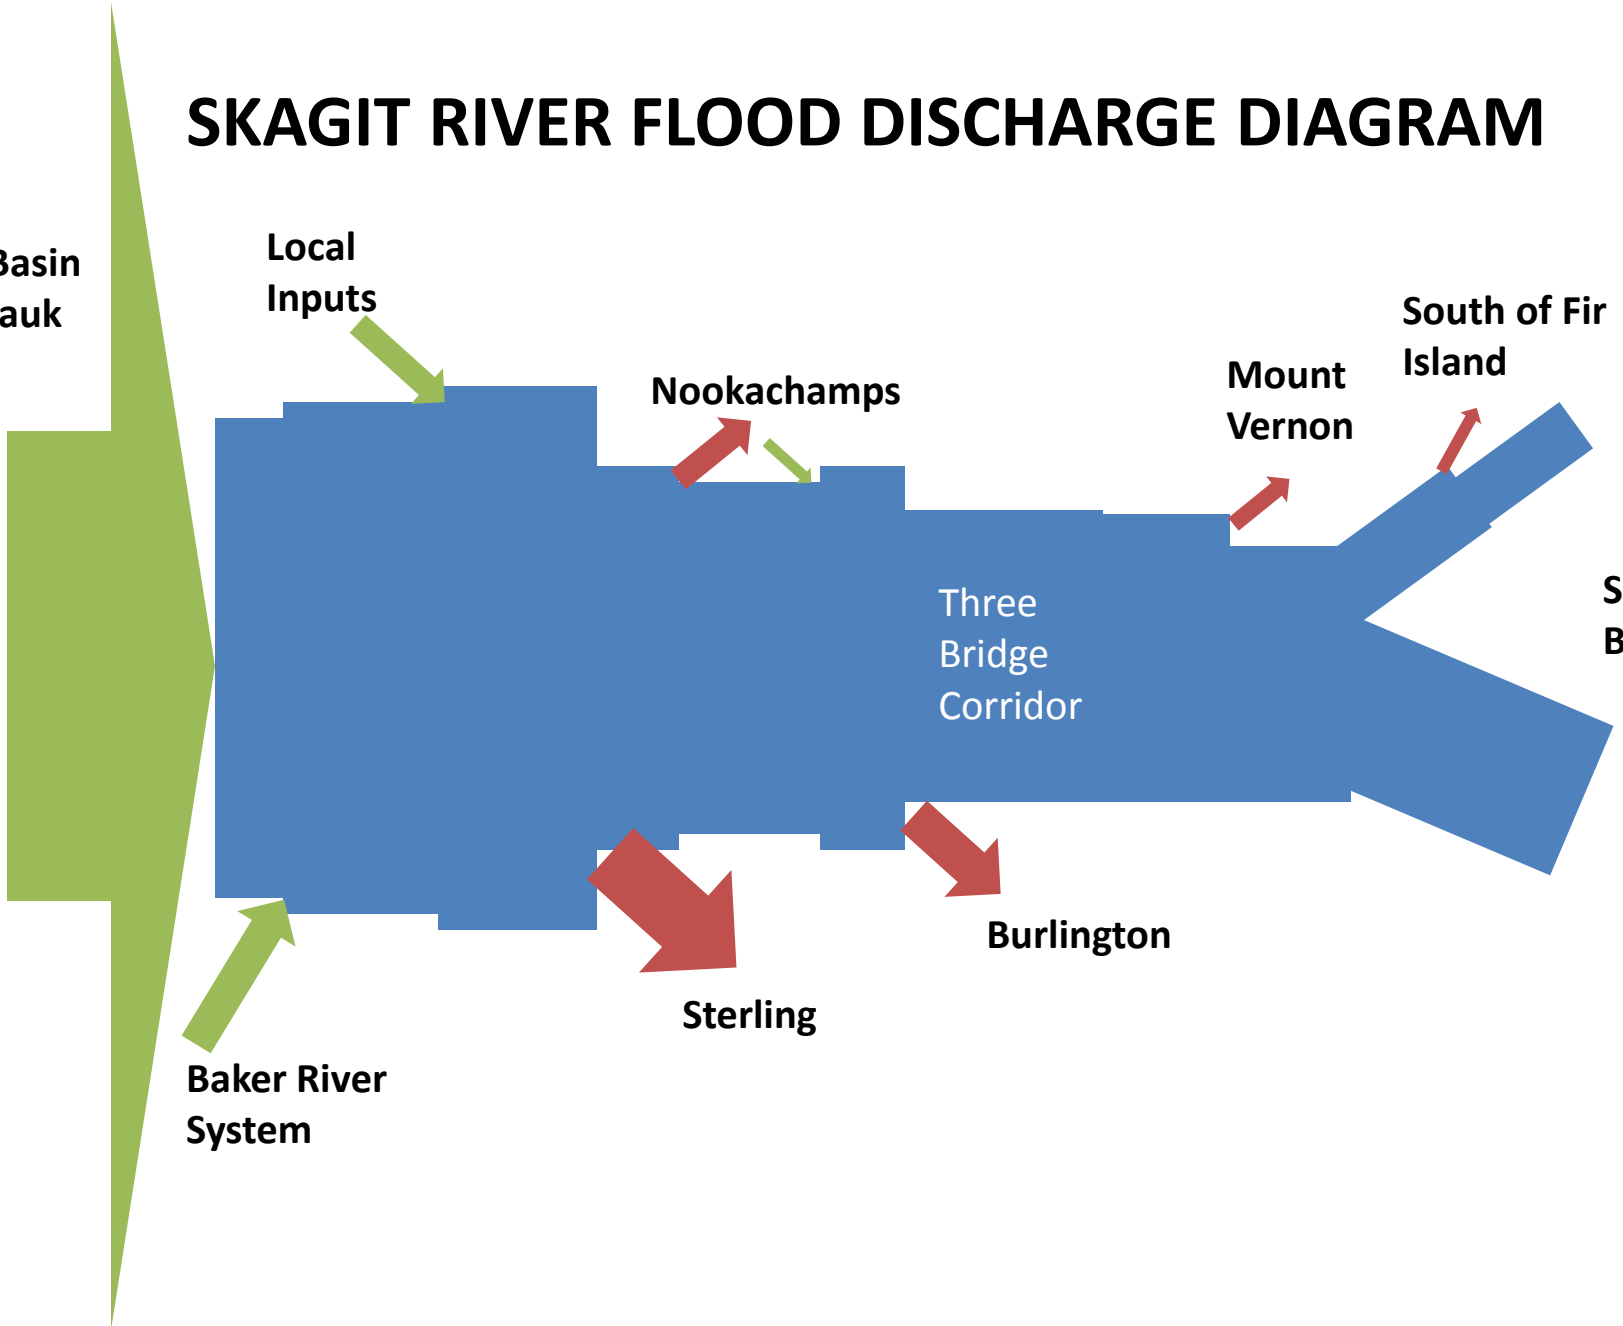 SKAGIT RIVER FLOOD DISCHARGE DIAGRAM
Basin
auk
Local
Inputs
Nookachamps
Mount
Vernon
South of Fir
Island
Three
Bridge
Corridor
S
B
Burlington
Sterling
Baker River
System